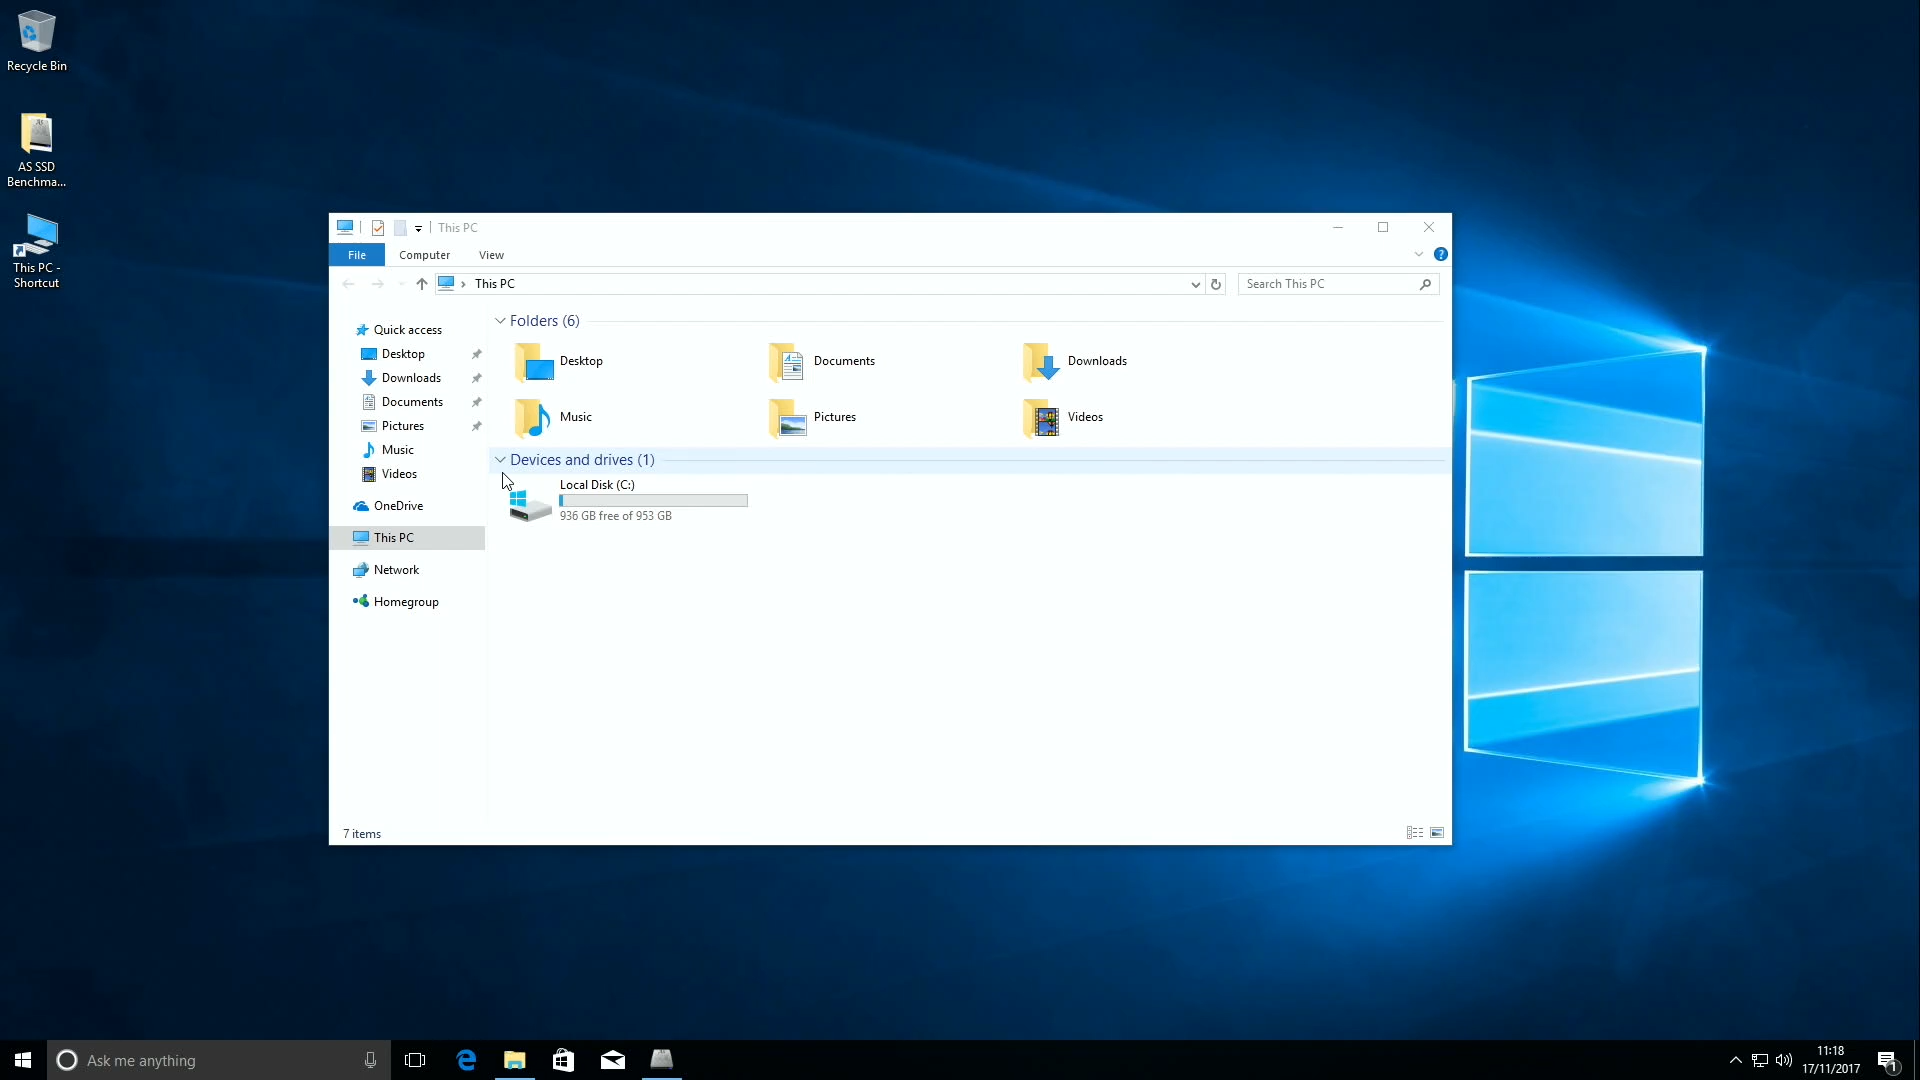 Recycle Bin
AS SSD
Benchma...
This PC -
Shortcut
This PC
File
Computer
View
This PC
Search This PC
Quick access
Desktop
Downloads
Documents
Pictures
Music
Videos
OneDrive
This PC
Network
Homegroup
Folders (6)
Desktop
Documents
Downloads
Music
Pictures
Videos
Devices and drives (1)
Local Disk (C:)
936 GB free of 953 GB
7 items
Ask me anything
11:18
17/11/2017
1